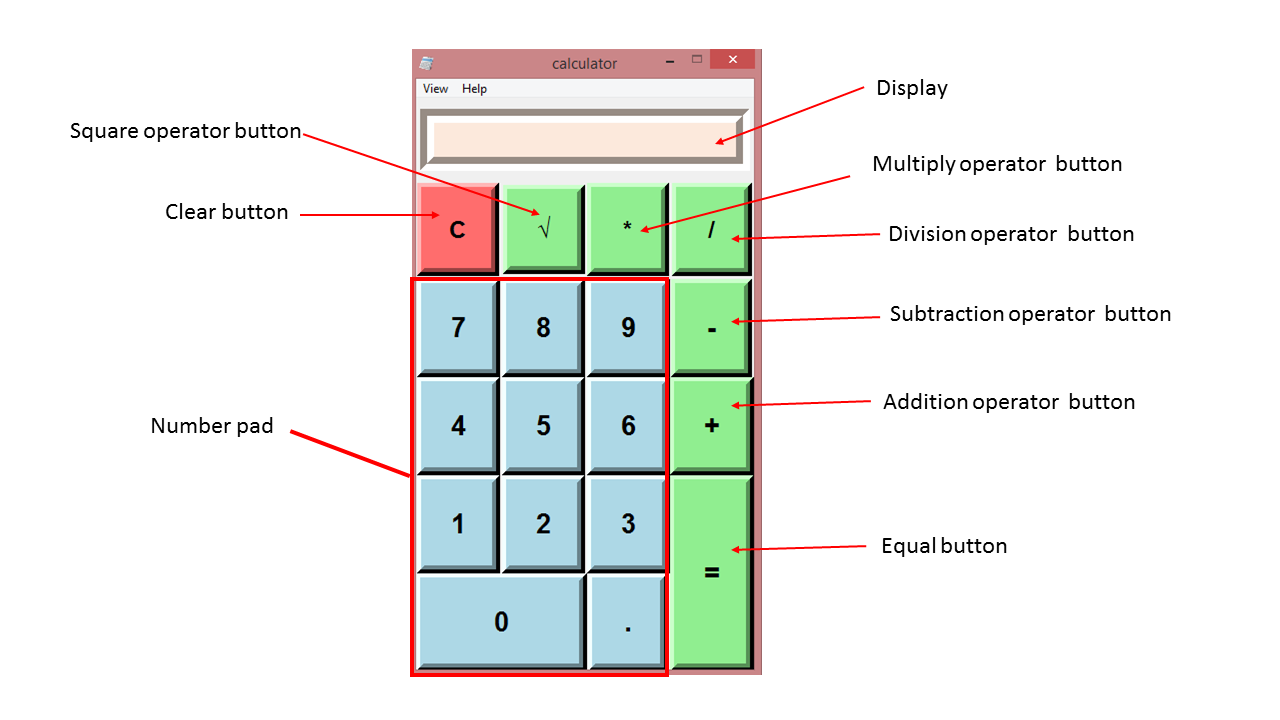 calculator
View Help
Display
Square operator button
Multiply operator button
Clear button
C √ * /
Division operator button
7 8 9 -
Subtraction operator button
4 5 6 +
Addition operator button
Number pad
1 2 3
Equal button
=
0 .